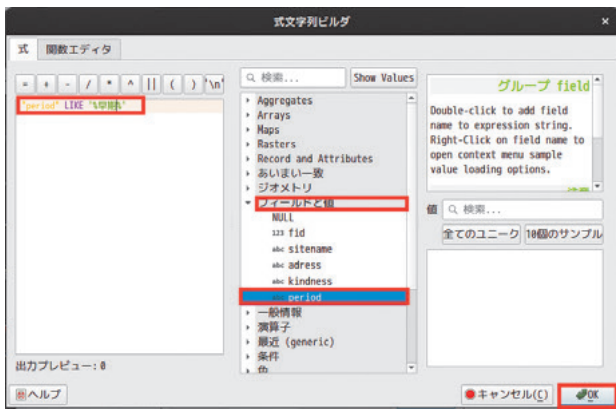 式文字列ビルダ
式 関数エディタ
= + - / * ^ || ( ) '\n'
"period" LIKE '%早期%'
検索... Show Values
Aggregates
Arrays
Maps
Rasters
Record and Attributes
あいまい一致
ジオメトリ
フィールドと値
NULL
123 fid
abc sitename
abc adress
abc kindness
period
一般情報
演算子
最近 (generic)
条件
色
グループ field
Double-click to add field
name to expression string.
Right-Click on field name to
open context menu sample
value loading options.
値 検索...
全てのユニーク 10個のサンプル
出力プレビュー: 0
ヘルプ
キャンセル(C) OK